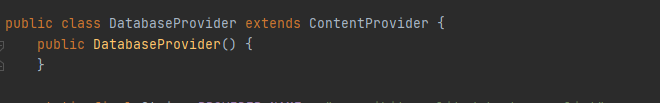 public class DatabaseProvider extends ContentProvider {
public DatabaseProvider() {
}